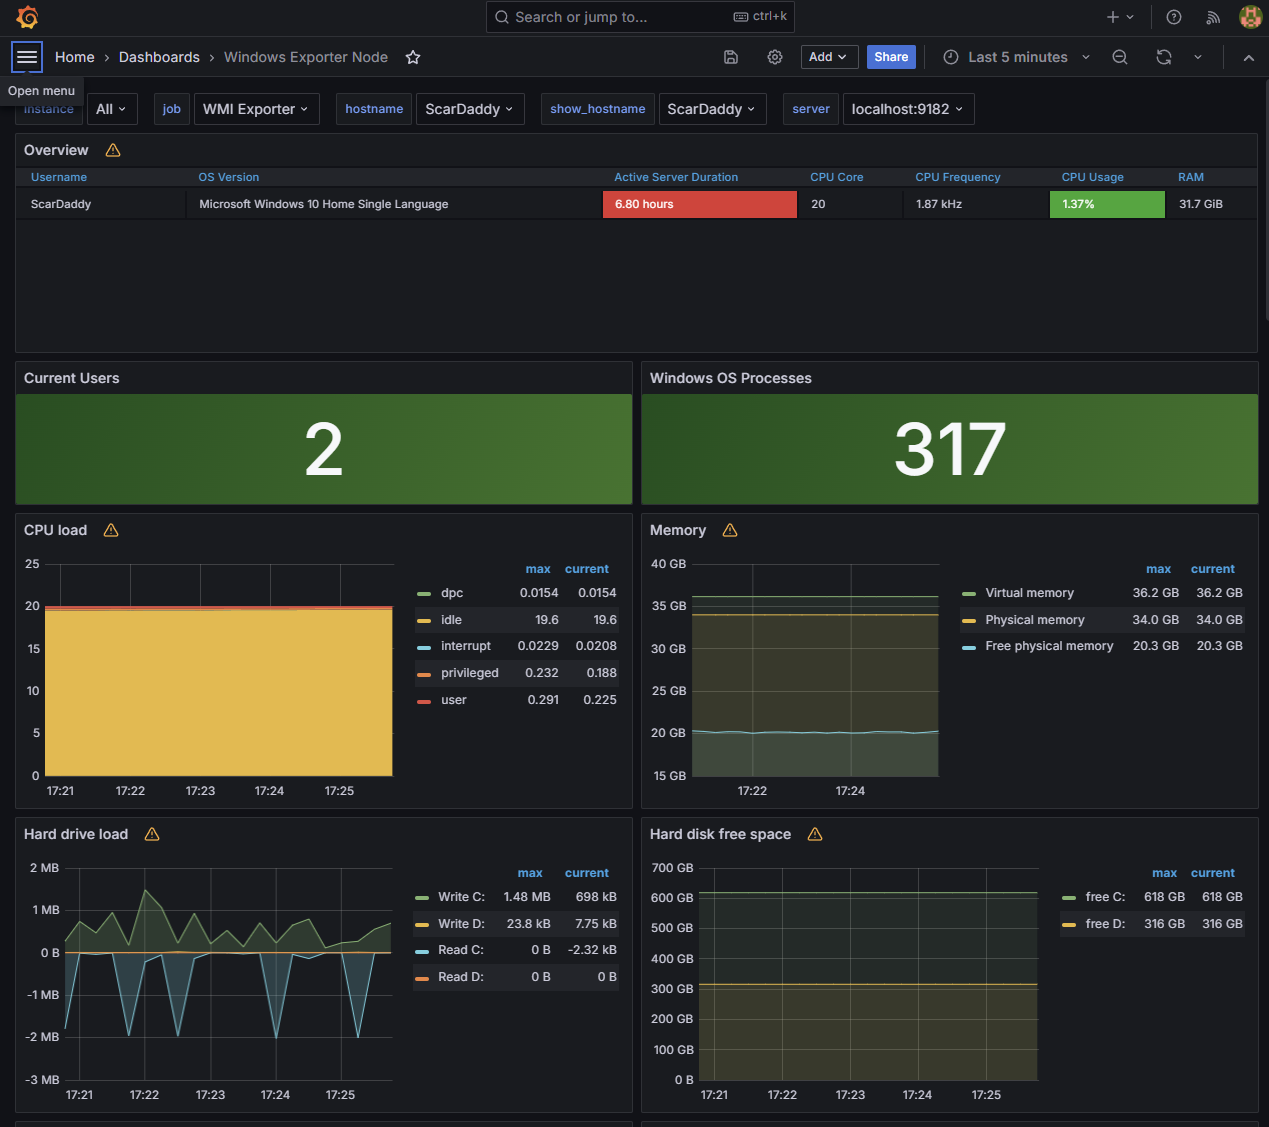 Search or jump to... ctrl+k
Home › Dashboards › Windows Exporter Node Add Share Last 5 minutes
Open menu
instance All job WMI Exporter hostname ScarDaddy show_hostname ScarDaddy server localhost:9182
Overview
Username OS Version Active Server Duration CPU Core CPU Frequency CPU Usage RAM
ScarDaddy Microsoft Windows 10 Home Single Language 6.80 hours 20 1.87 kHz 1.37% 31.7 GiB
Current Users
2
Windows OS Processes
317
CPU load
25
20
15
10
5
0
17:21 17:22 17:23 17:24 17:25
max current
dpc 0.0154 0.0154
idle 19.6 19.6
interrupt 0.0229 0.0208
privileged 0.232 0.188
user 0.291 0.225
Memory
40 GB
35 GB
30 GB
25 GB
20 GB
15 GB
17:22 17:24
max current
Virtual memory 36.2 GB 36.2 GB
Physical memory 34.0 GB 34.0 GB
Free physical memory 20.3 GB 20.3 GB
Hard drive load
2 MB
1 MB
0 B
-1 MB
-2 MB
-3 MB
17:21 17:22 17:23 17:24 17:25
max current
Write C: 1.48 MB 698 kB
Write D: 23.8 kB 7.75 kB
Read C: 0 B -2.32 kB
Read D: 0 B 0 B
Hard disk free space
700 GB
600 GB
500 GB
400 GB
300 GB
200 GB
100 GB
0 B
17:21 17:22 17:23 17:24 17:25
max current
free C: 618 GB 618 GB
free D: 316 GB 316 GB